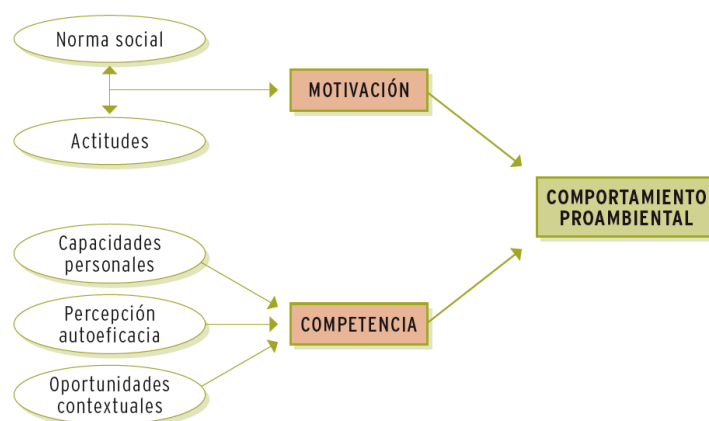 Norma social
MOTIVACIÓN
Actitudes
COMPORTAMIENTO
PROAMBIENTAL
Capacidades
personales
Percepción
autoeficacia
COMPETENCIA
Oportunidades
contextuales